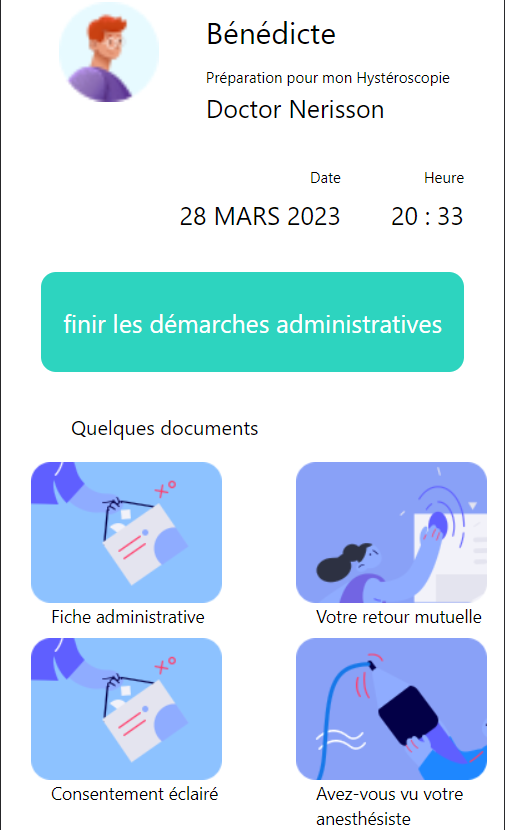 Bénédicte
Préparation pour mon Hystéroscopie
Doctor Nerisson
Date Heure
28 MARS 2023 20 : 33
finir les démarches administratives
Quelques documents
Fiche administrative
Votre retour mutuelle
Consentement éclairé
Avez-vous vu votre
anesthésiste